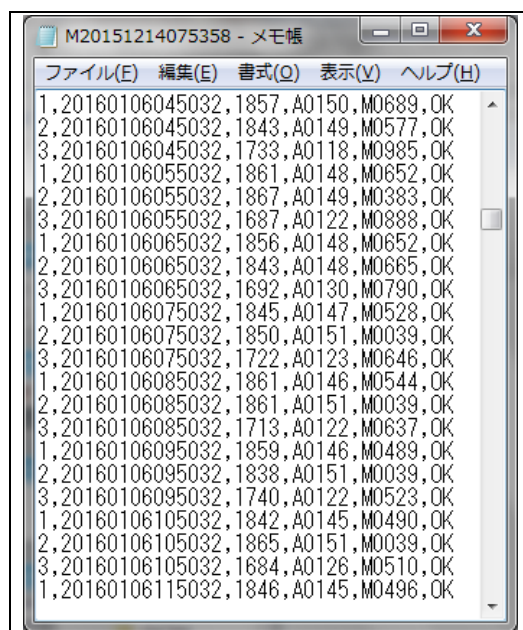 M20151214075358 - メモ帳
ファイル(F) 編集(E) 書式(O) 表示(V) ヘルプ(H)
1,20160106045032,1857,A0150,M0689,OK
2,20160106045032,1843,A0149,M0577,OK
3,20160106045032,1733,A0118,M0985,OK
1,20160106055032,1861,A0148,M0652,OK
2,20160106055032,1867,A0149,M0383,OK
3,20160106055032,1687,A0122,M0888,OK
1,20160106065032,1856,A0148,M0652,OK
2,20160106065032,1843,A0148,M0665,OK
3,20160106065032,1692,A0130,M0790,OK
1,20160106075032,1845,A0147,M0528,OK
2,20160106075032,1850,A0151,M0039,OK
3,20160106075032,1722,A0123,M0646,OK
1,20160106085032,1861,A0146,M0544,OK
2,20160106085032,1861,A0151,M0039,OK
3,20160106085032,1713,A0122,M0637,OK
1,20160106095032,1859,A0146,M0489,OK
2,20160106095032,1838,A0151,M0039,OK
3,20160106095032,1740,A0122,M0523,OK
1,20160106105032,1842,A0145,M0490,OK
2,20160106105032,1865,A0151,M0039,OK
3,20160106105032,1684,A0126,M0510,OK
1,20160106115032,1846,A0145,M0496,OK